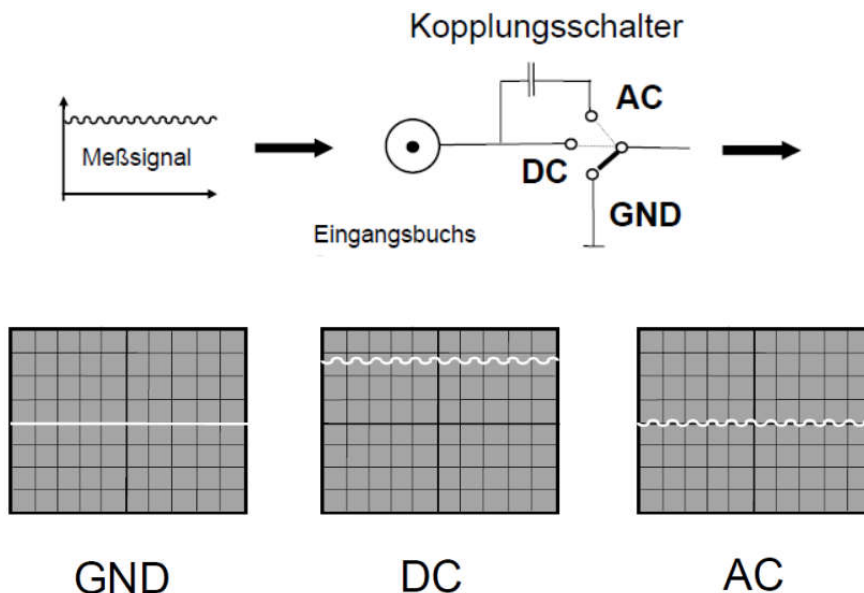 Kopplungsschalter
AC
Meßsignal
DC
GND
Eingangsbuchs
GND DC AC